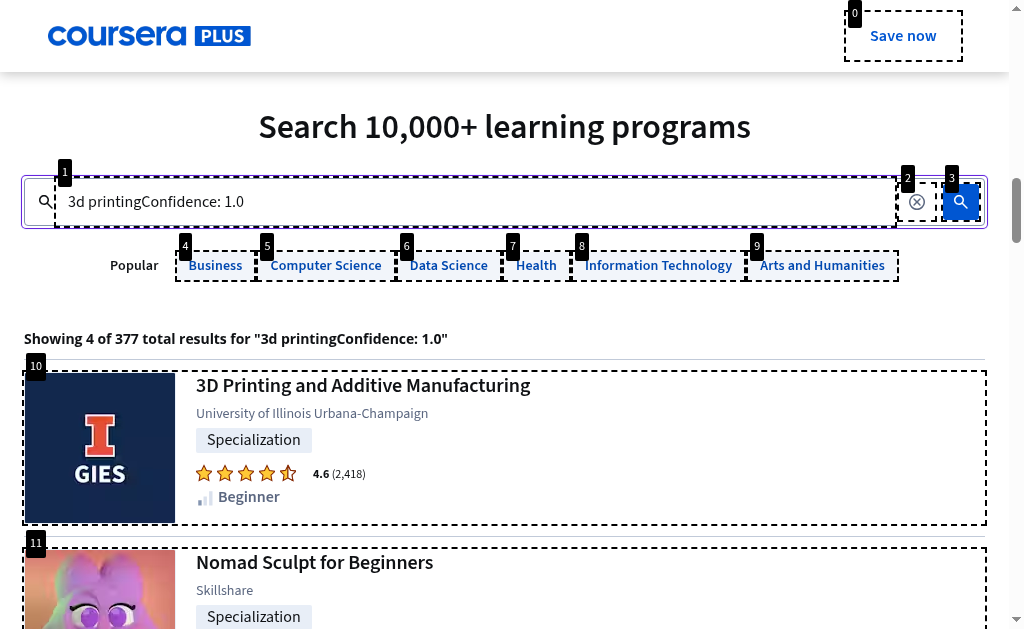 coursera PLUS
0
Save now
Search 10,000+ learning programs
1
2
3
3d printingConfidence: 1.0
4
5
6
7
8
9
Popular
Business
Computer Science
Data Science
Health
Information Technology
Arts and Humanities
Showing 4 of 377 total results for "3d printingConfidence: 1.0"
10
3D Printing and Additive Manufacturing
University of Illinois Urbana-Champaign
Specialization
4.6 (2,418)
Beginner
I
GIES
11
Nomad Sculpt for Beginners
Skillshare
Specialization